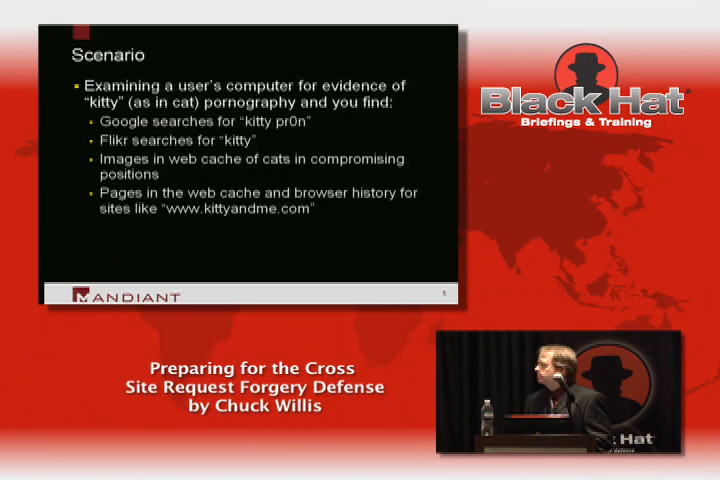 Scenario
Examining a user's computer for evidence of
"kitty" (as in cat) pornography and you find:
Google searches for "kitty pr0n"
Flikr searches for "kitty"
Images in web cache of cats in compromising
positions
Pages in the web cache and browser history for
sites like "www.kittyandme.com"
MANDIANT
Black Hat
Briefings & Training
Preparing for the Cross
Site Request Forgery Defense
by Chuck Willis
k Hat